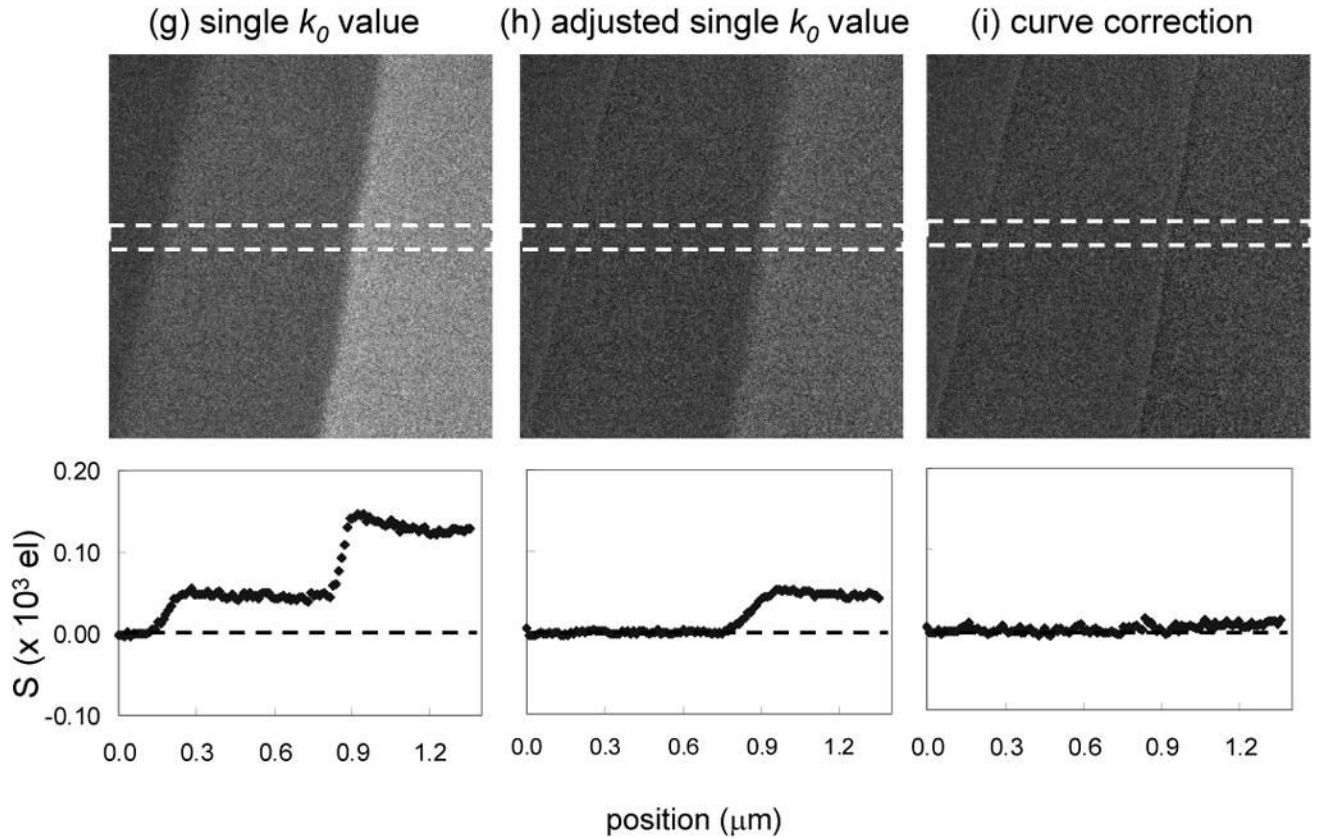 (g) single k₀ value (h) adjusted single k₀ value (i) curve correction
S (x 10³ el)
0.20
0.10
0.00
-0.10
0.0 0.3 0.6 0.9 1.2 0.0 0.3 0.6 0.9 1.2 0.0 0.3 0.6 0.9 1.2
position (μm)